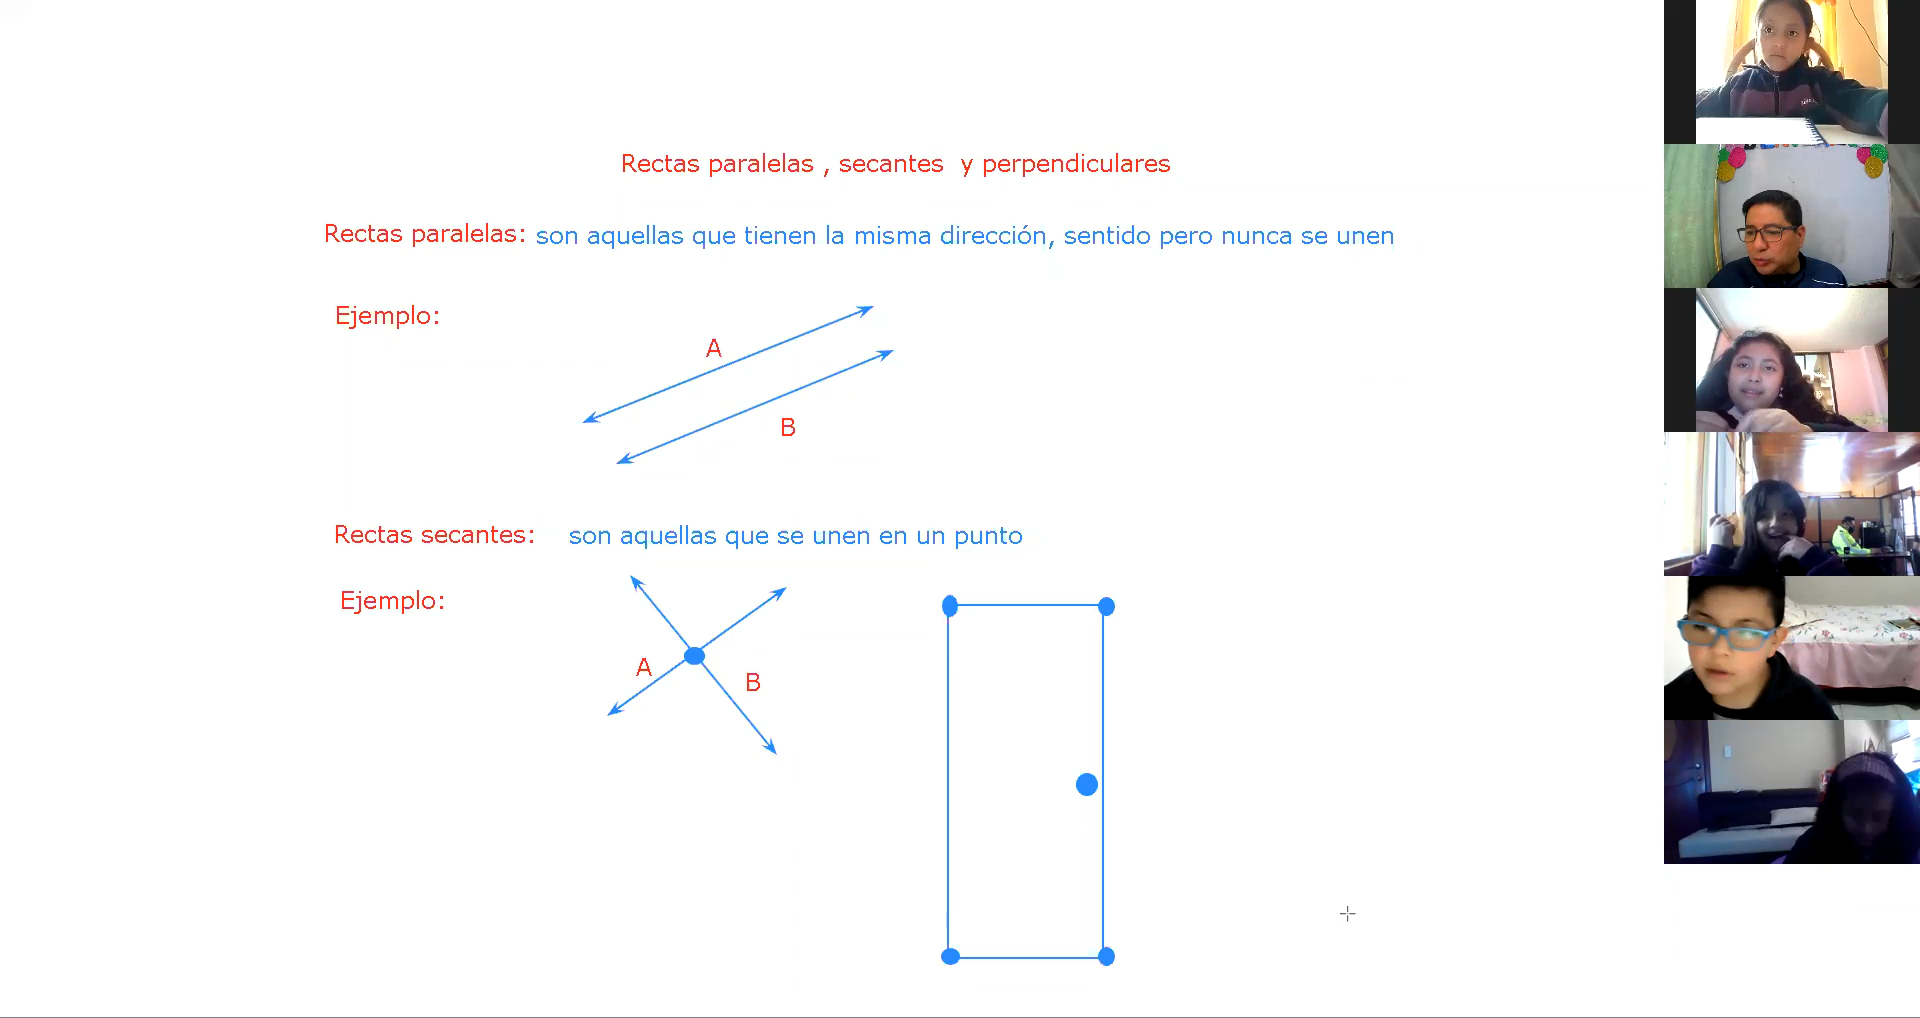 Rectas paralelas , secantes y perpendiculares
Rectas paralelas: son aquellas que tienen la misma dirección, sentido pero nunca se unen
Ejemplo:
A
B
Rectas secantes: son aquellas que se unen en un punto
Ejemplo:
A
B